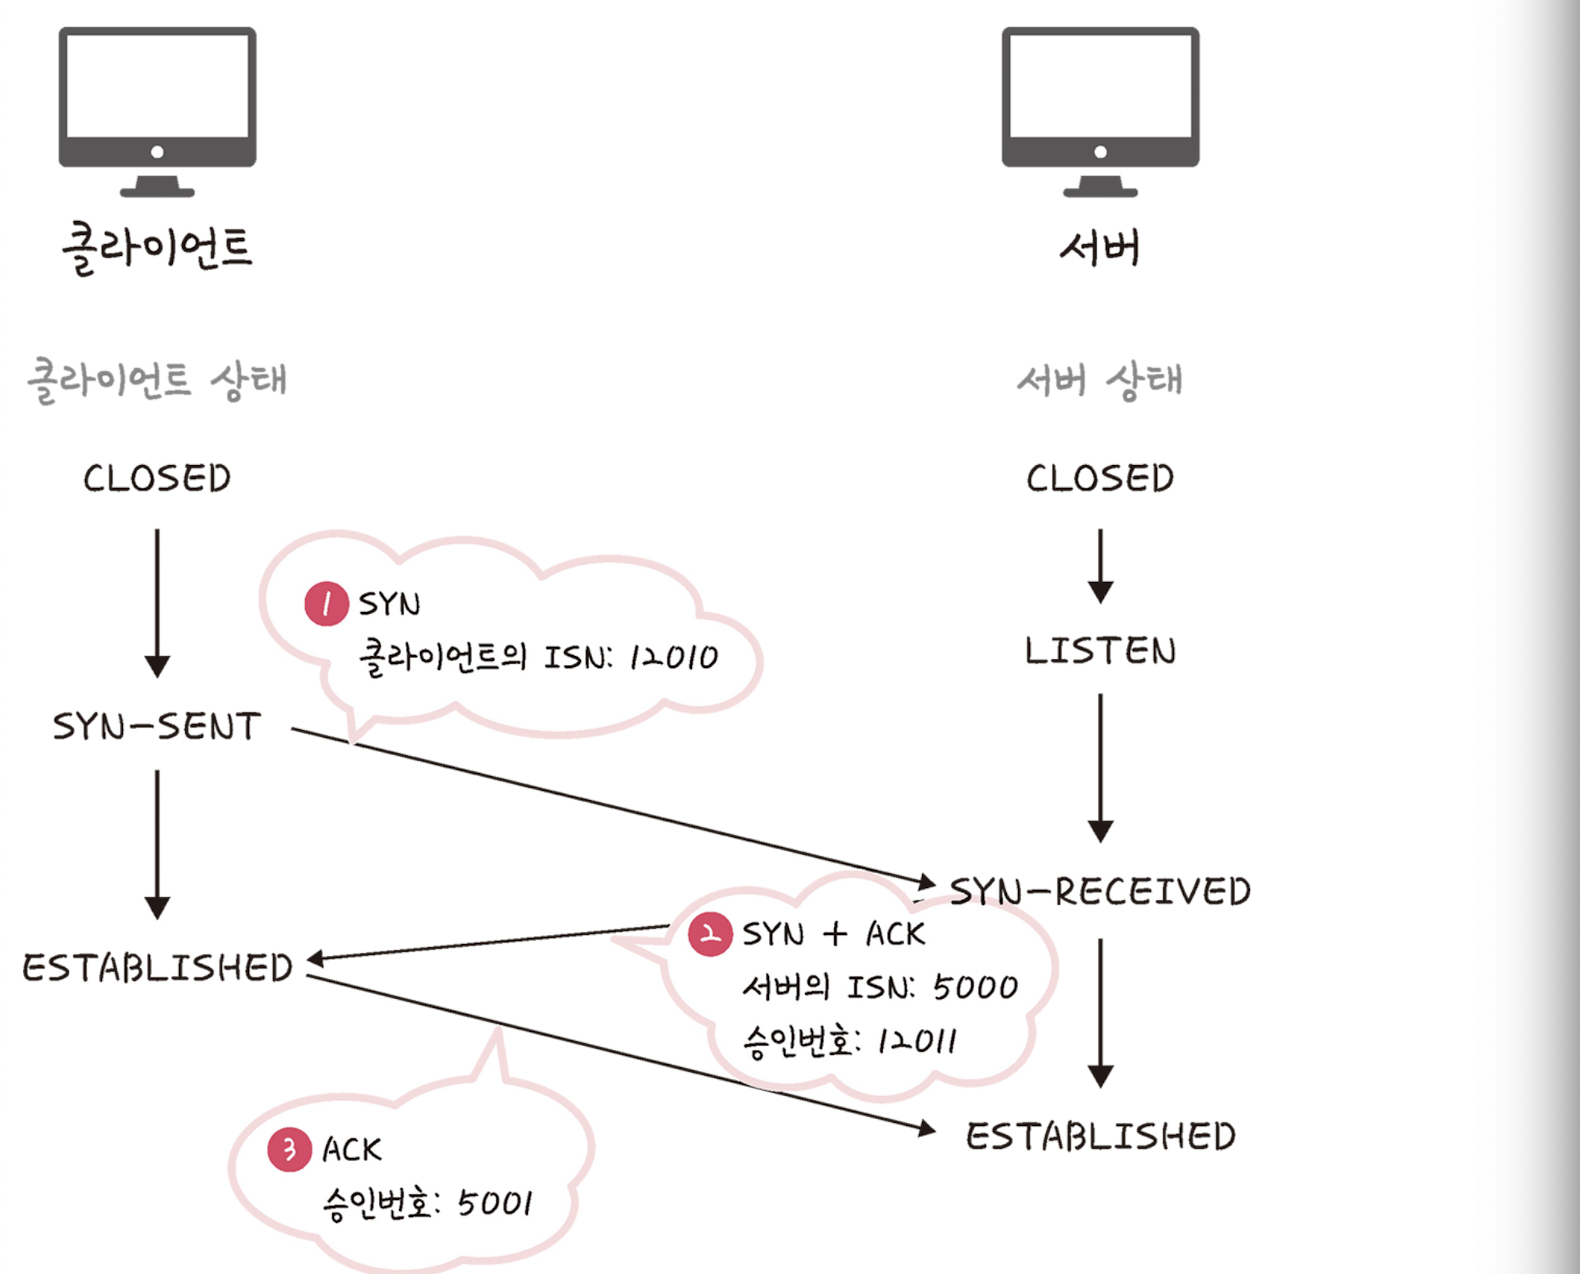 클라이언트
서버
클라이언트 상태
서버 상태
CLOSED
CLOSED
1 SYN
클라이언트의 ISN: 12010
LISTEN
SYN-SENT
SYN-RECEIVED
2 SYN + ACK
서버의 ISN: 5000
승인번호: 12011
ESTABLISHED
3 ACK
승인번호: 5001
ESTABLISHED